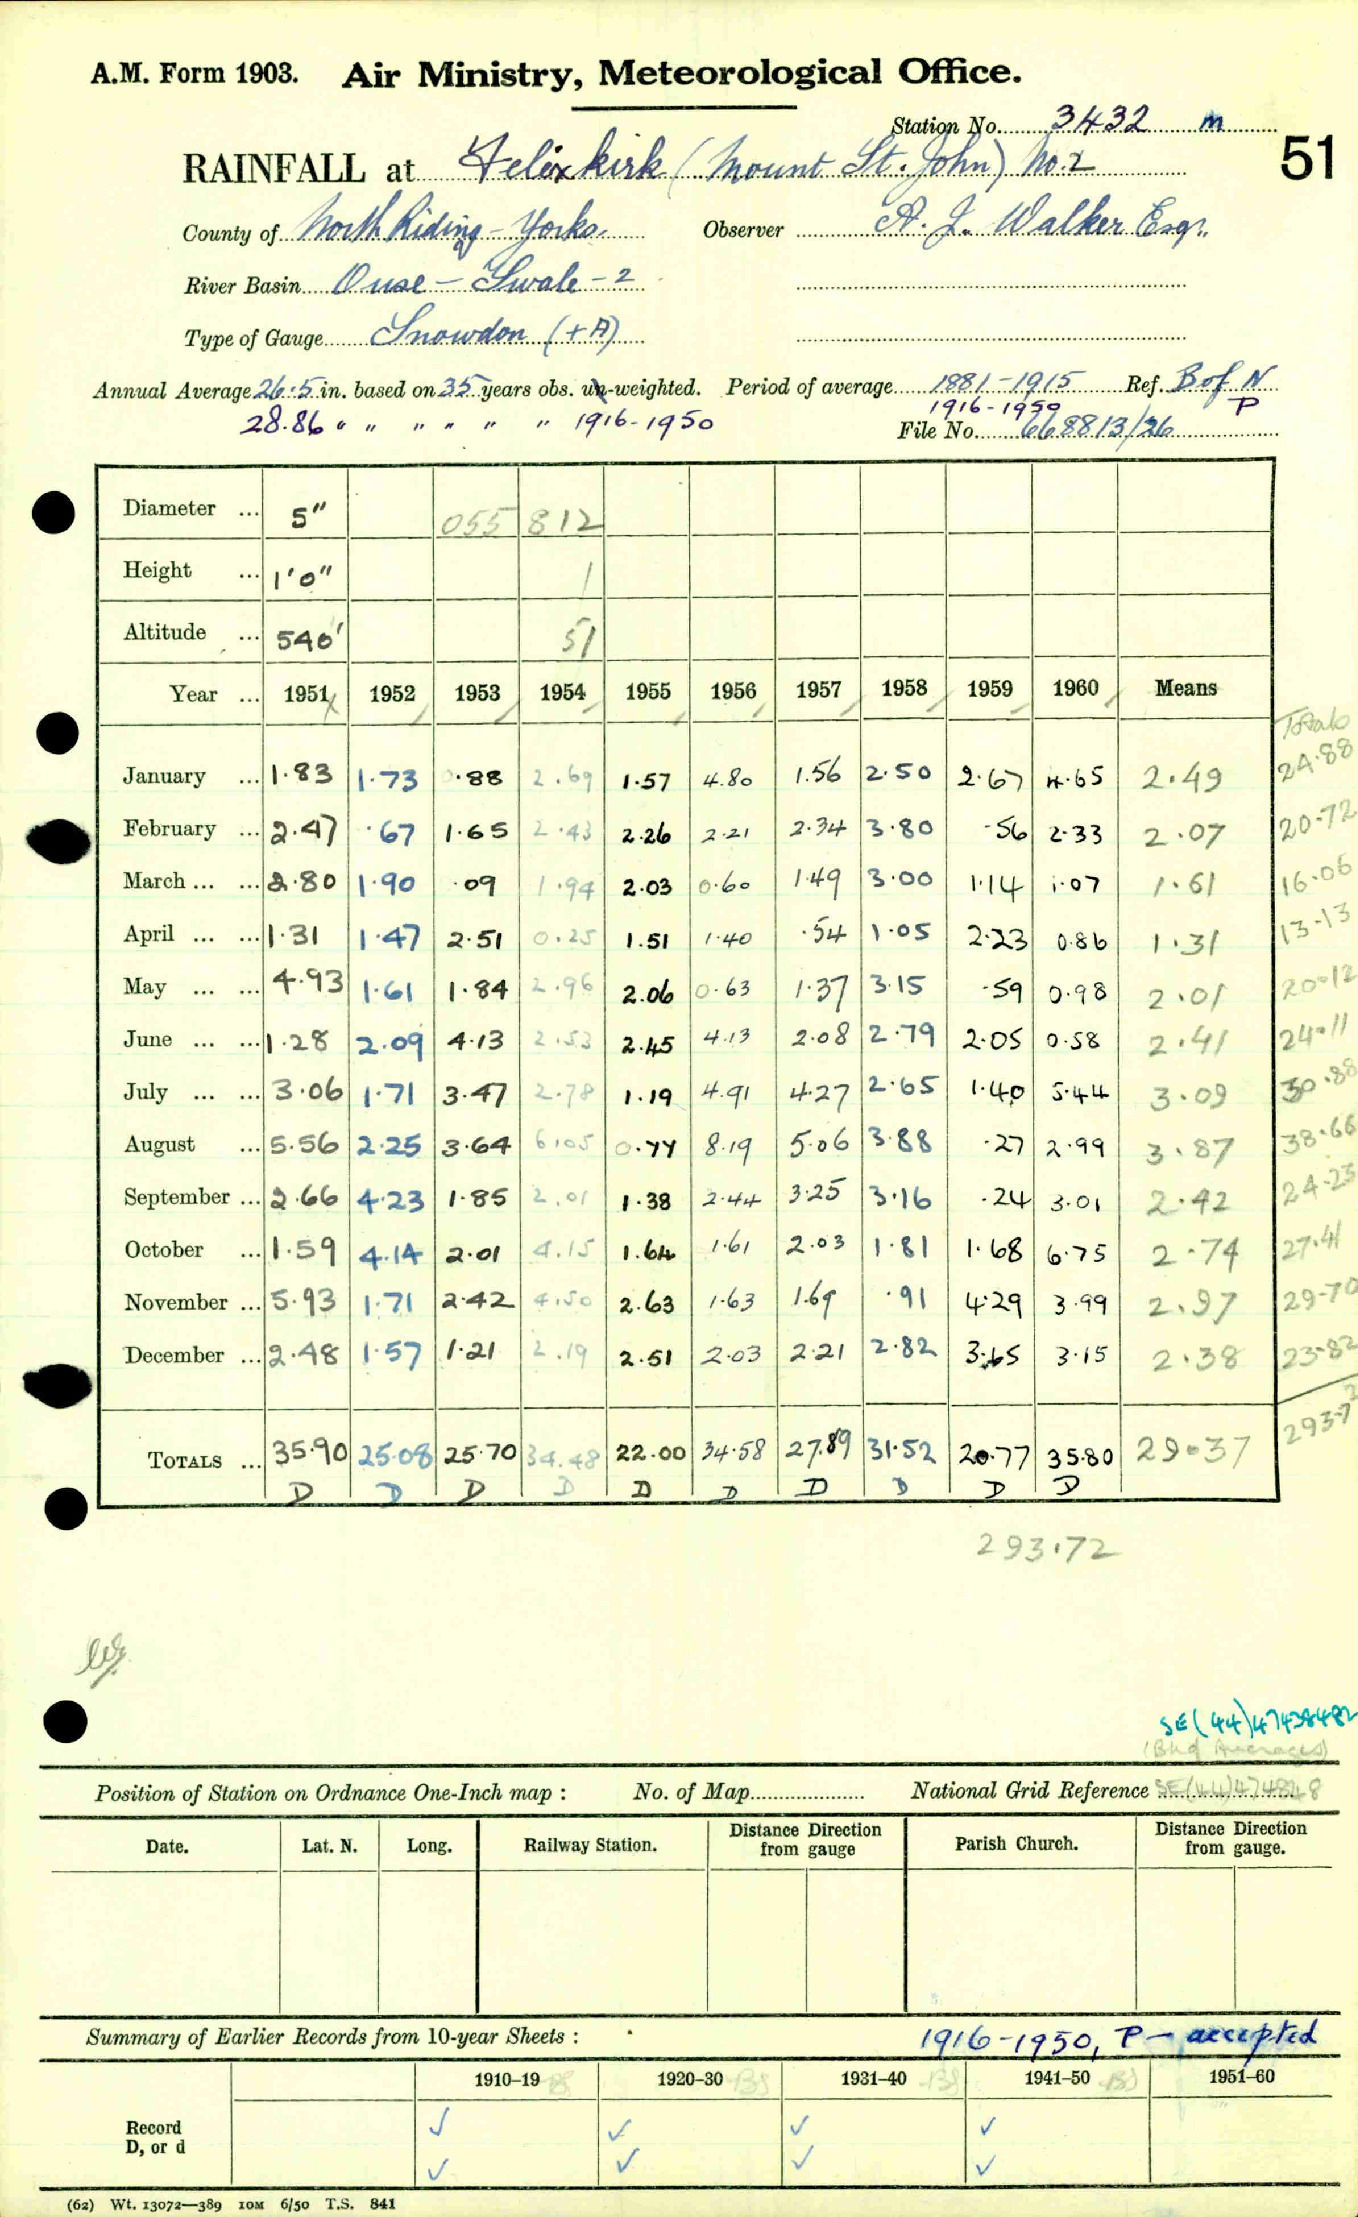 A.M. Form 1903. Air Ministry, Meteorological Office.
Station No. 3432 m
51
RAINFALL at Felixkirk (Mount St. John) No.2
County of North Riding - Yorks. Observer A. J. Walker Esqr.
River Basin Ouse - Swale - 2
Type of Gauge Snowdon (+A)
Annual Average 26.5 in. based on 35 years obs. un-weighted. Period of average 1881-1915 Ref. B of N
28.86 " " " " " " 1916-1950 1916-1950 P
File No. 668813/26
Diameter ... 5" 055 812
Height ... 1'0" 1
Altitude ... 540' 51
Year ... 1951 1952 1953 1954 1955 1956 1957 1958 1959 1960 Means
Totals
January ... 1.83 1.73 0.88 2.69 1.57 4.80 1.56 2.50 2.67 4.65 2.49 24.88
February ... 2.47 .67 1.65 2.43 2.26 2.21 2.34 3.80 .56 2.33 2.07 20.72
March ... ... 2.80 1.90 .09 1.94 2.03 0.60 1.49 3.00 1.14 1.07 1.61 16.06
April ... ... 1.31 1.47 2.51 0.25 1.51 1.40 .54 1.05 2.23 0.86 1.31 13.13
May ... ... 4.93 1.61 1.84 2.96 2.06 0.63 1.37 3.15 .59 0.98 2.01 20.12
June ... ... 1.28 2.09 4.13 2.53 2.45 4.13 2.08 2.79 2.05 0.58 2.41 24.11
July ... ... 3.06 1.71 3.47 2.78 1.19 4.91 4.27 2.65 1.40 5.44 3.09 30.88
August ... 5.56 2.25 3.64 6.05 0.77 8.19 5.06 3.88 .27 2.99 3.87 38.66
September ... 2.66 4.23 1.85 2.01 1.38 2.44 3.25 3.16 .24 3.01 2.42 24.23
October ... 1.59 4.14 2.01 4.15 1.64 1.61 2.03 1.81 1.68 6.75 2.74 27.41
November ... 5.93 1.71 2.42 4.50 2.63 1.63 1.69 .91 4.29 3.99 2.97 29.70
December ... 2.48 1.57 1.21 2.19 2.51 2.03 2.21 2.82 3.65 3.15 2.38 23.82
TOTALS ... 35.90 25.08 25.70 34.48 22.00 34.58 27.89 31.52 20.77 35.80 29.37 293.72
D D D D D D D D D D
293.72
SE(44)47438482
(Bkd Averages)
Position of Station on Ordnance One-Inch map : No. of Map National Grid Reference SE(44)474848
Date. Lat. N. Long. Railway Station. Distance from gauge Direction Parish Church. Distance Direction from gauge.
Summary of Earlier Records from 10-year Sheets : 1916-1950, P - accepted
1910–19 BS 1920–30 BS 1931–40 BS 1941–50 BS 1951–60
Record ✓ ✓ ✓ ✓
D, or d ✓ ✓ ✓ ✓
(62) Wt. 13072—389 10M 6/50 T.S. 841